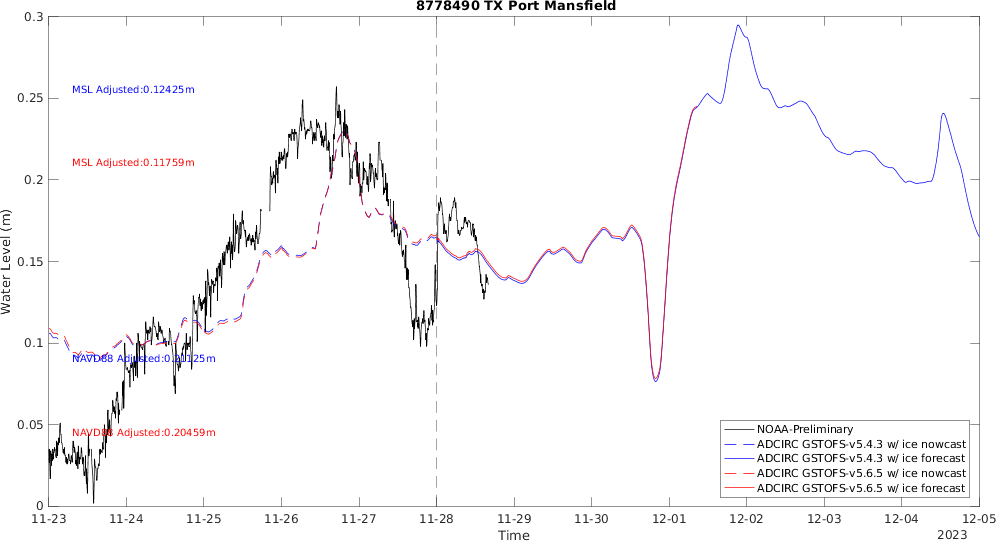 8778490 TX Port Mansfield
0.3
0.25
0.2
0.15
0.1
0.05
0
Water Level (m)
MSL Adjusted:0.12425m
MSL Adjusted:0.11759m
NAVD88 Adjusted:0.21125m
NAVD88 Adjusted:0.20459m
NOAA-Preliminary
ADCIRC GSTOFS-v5.4.3 w/ ice nowcast
ADCIRC GSTOFS-v5.4.3 w/ ice forecast
ADCIRC GSTOFS-v5.6.5 w/ ice nowcast
ADCIRC GSTOFS-v5.6.5 w/ ice forecast
11-23 11-24 11-25 11-26 11-27 11-28 11-29 11-30 12-01 12-02 12-03 12-04 12-05
Time 2023